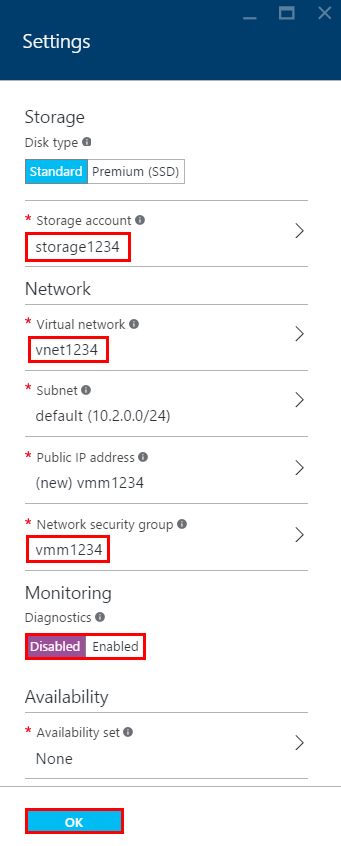 Settings
Storage
Disk type
Standard Premium (SSD)
* Storage account
storage1234
Network
* Virtual network
vnet1234
* Subnet
default (10.2.0.0/24)
* Public IP address
(new) vmm1234
* Network security group
vmm1234
Monitoring
Diagnostics
Disabled Enabled
Availability
* Availability set
None
OK